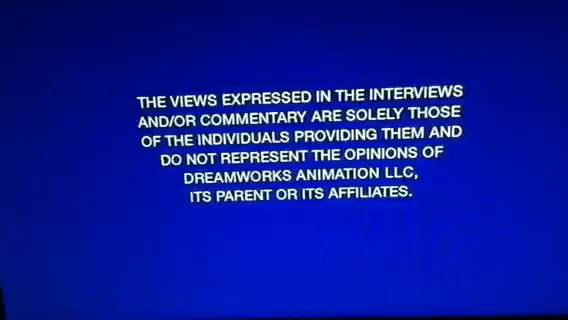 THE VIEWS EXPRESSED IN THE INTERVIEWS
AND/OR COMMENTARY ARE SOLELY THOSE
OF THE INDIVIDUALS PROVIDING THEM AND
DO NOT REPRESENT THE OPINIONS OF
DREAMWORKS ANIMATION LLC,
ITS PARENT OR ITS AFFILIATES.